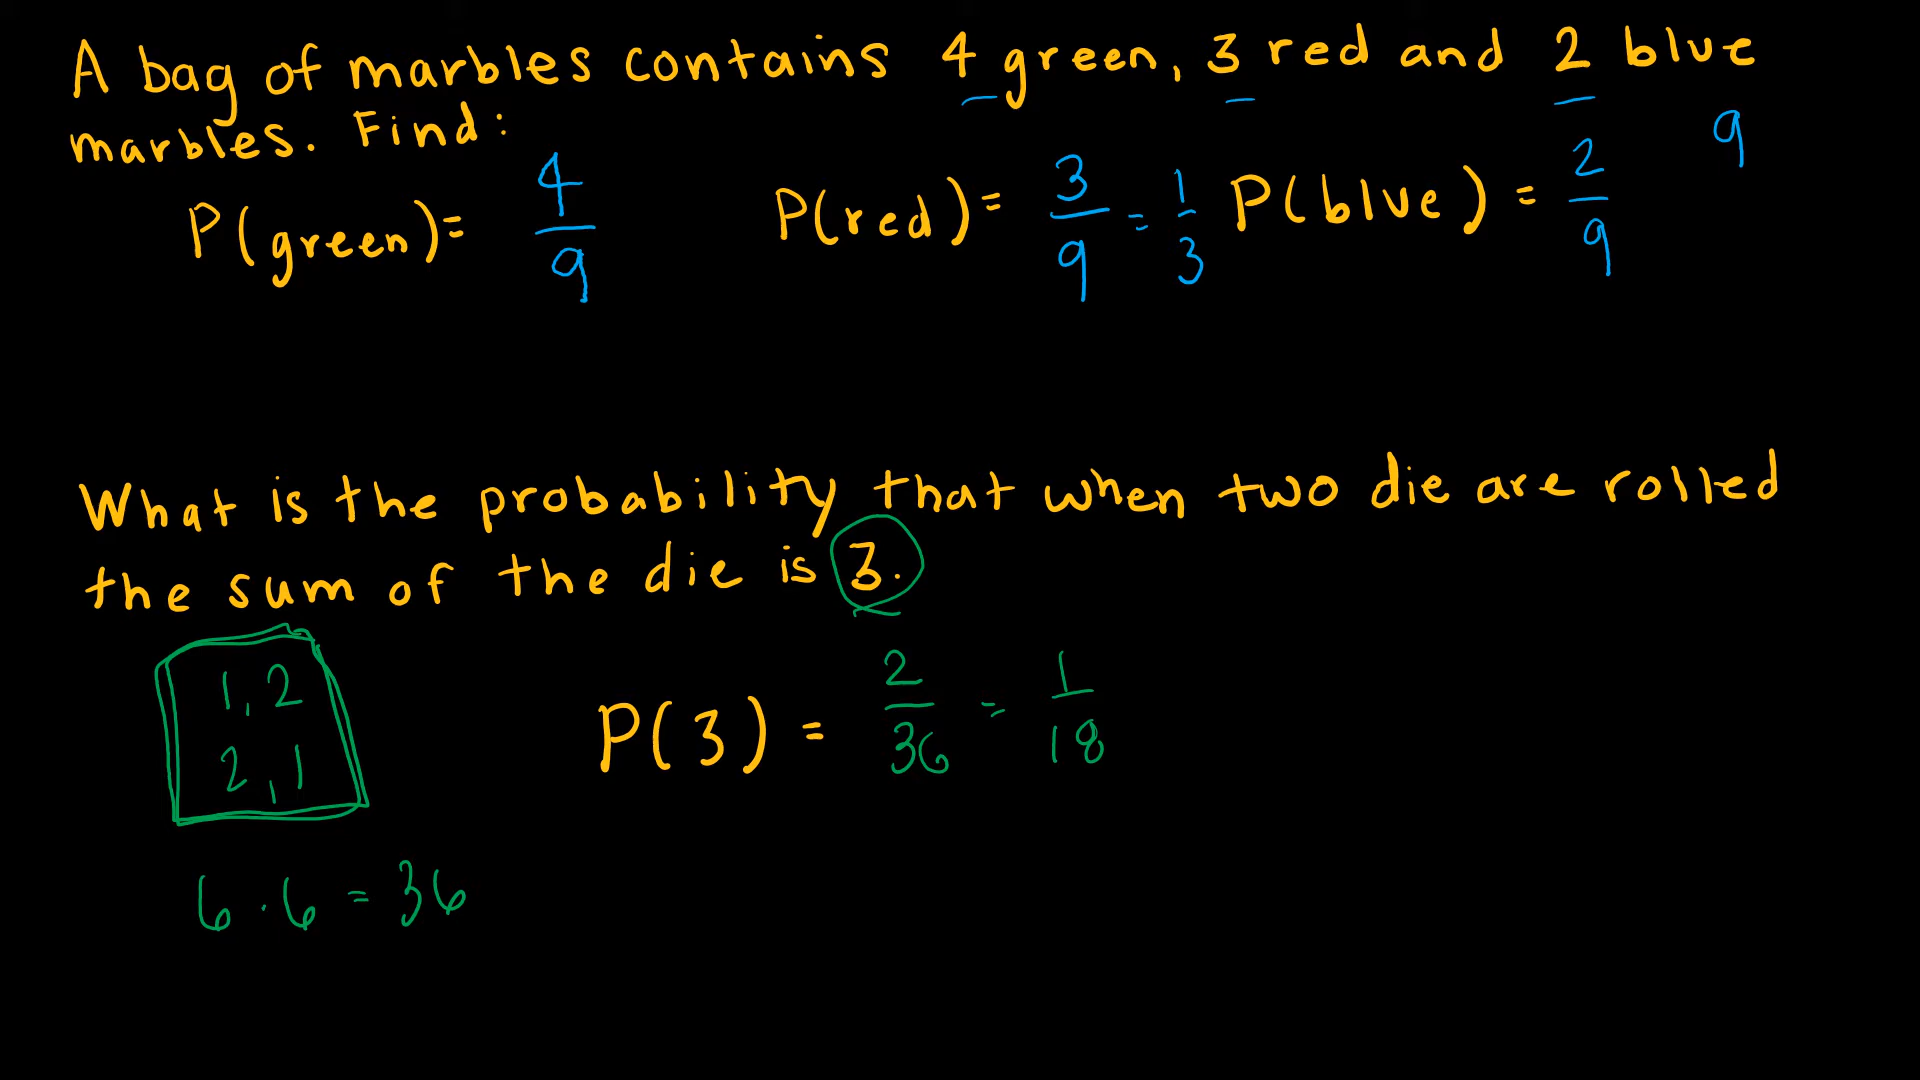 A bag of marbles contains 4 green, 3 red and 2 blue
marbles. Find:
9
P(green)= 4/9 P(red)= 3/9 = 1/3 P(blue) = 2/9
What is the probability that when two die are rolled
the sum of the die is 3.
1,2
2,1
P(3) = 2/36 = 1/18
6 · 6 = 36